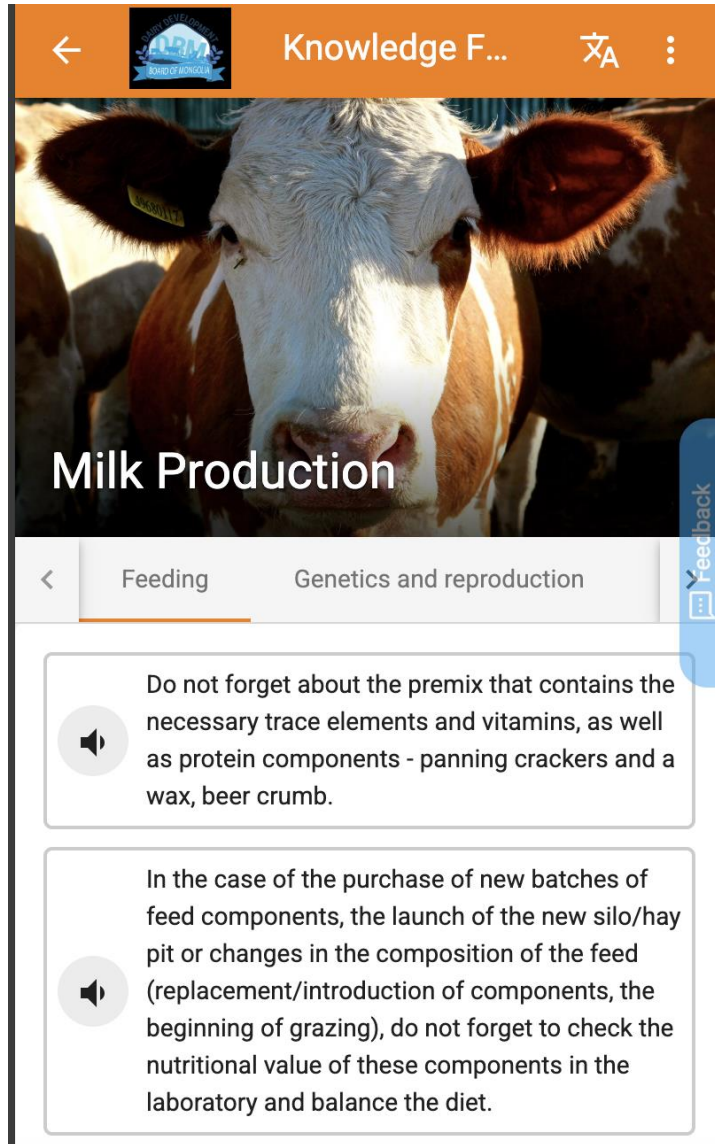 DAIRY DEVELOPMENT
BOARD OF MONGOLIA
Knowledge F...
Milk Production
Feedback
Feeding
Genetics and reproduction
Do not forget about the premix that contains the
necessary trace elements and vitamins, as well
as protein components - panning crackers and a
wax, beer crumb.
In the case of the purchase of new batches of
feed components, the launch of the new silo/hay
pit or changes in the composition of the feed
(replacement/introduction of components, the
beginning of grazing), do not forget to check the
nutritional value of these components in the
laboratory and balance the diet.